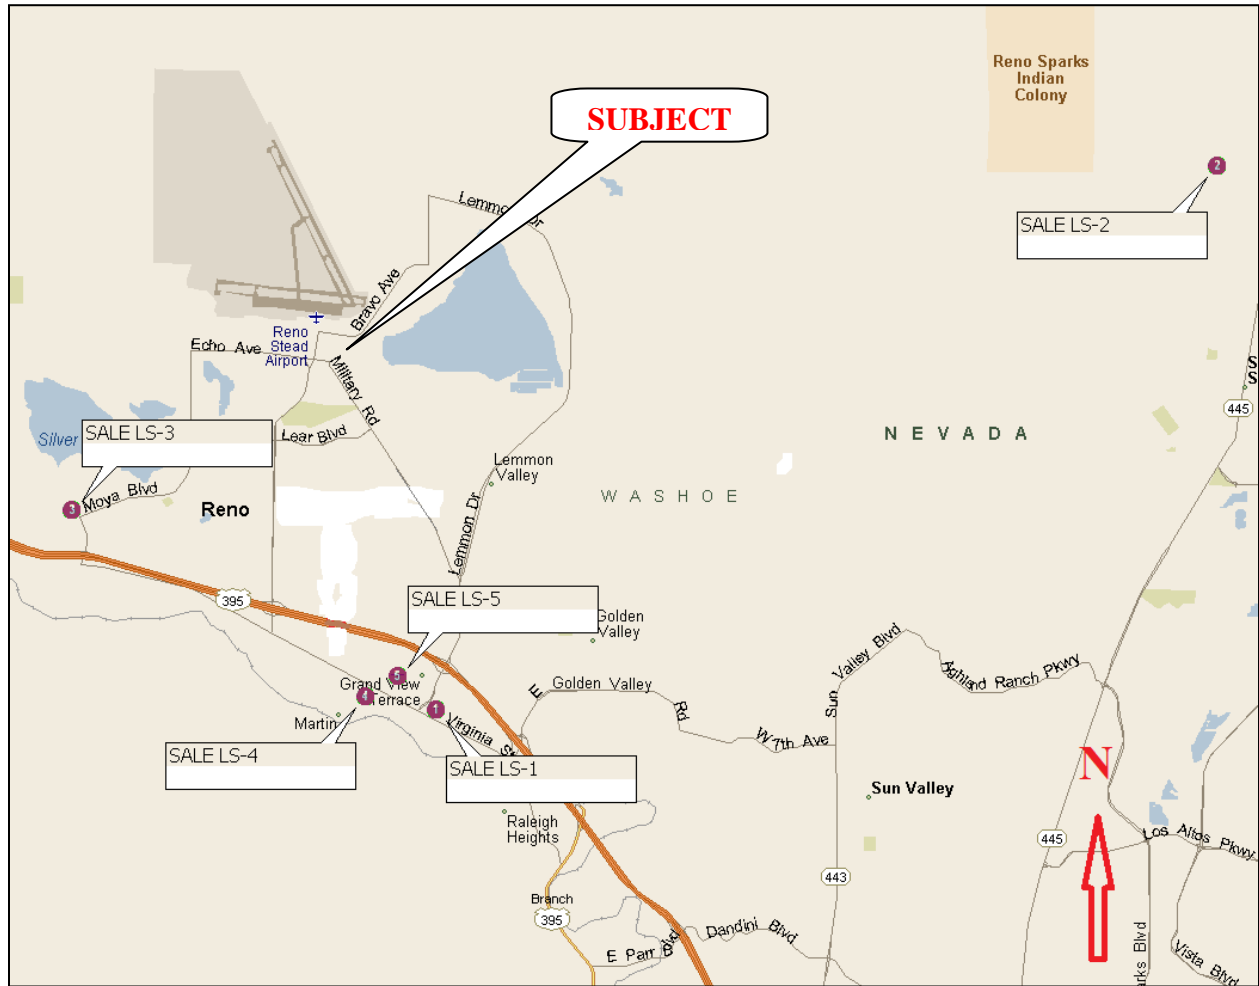 Reno Sparks
Indian
Colony
SUBJECT
2
SALE LS-2
Lemmon Dr
Bravo Ave
Reno
Stead
Airport
Echo Ave
Military Rd
445
NEVADA
SALE LS-3
Silver
Lear Blvd
Lemmon
Valley
WASHOE
3
Moya Blvd
Reno
Lemmon Dr
395
SALE LS-5
Golden
Valley
5
Grand View
Terrace
4
Martin
1
Virginia St
E
Golden Valley
Rd
W 7th Ave
Sun Valley Blvd
Highland Ranch Pkwy
SALE LS-4
SALE LS-1
N
Sun Valley
Raleigh
Heights
445
Los Altos Pkwy
443
Branch
395
Dandini Blvd
E Parr Blvd
arks Blvd
Vista Blvd